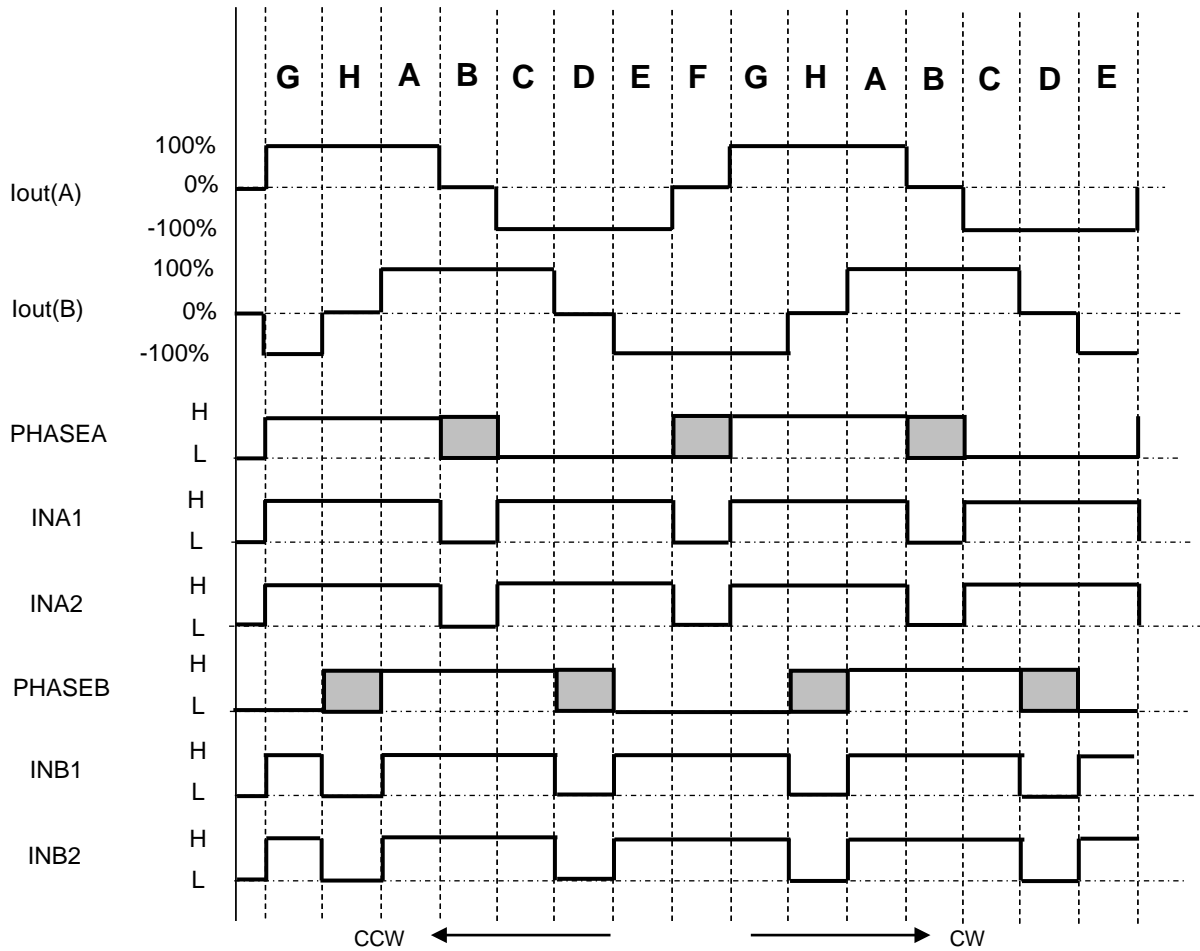 G H A B C D E F G H A B C D E
100%
Iout(A)
0%
-100%
100%
Iout(B)
0%
-100%
H
PHASEA
L
H
INA1
L
H
INA2
L
H
PHASEB
L
H
INB1
L
H
INB2
L
CCW CW